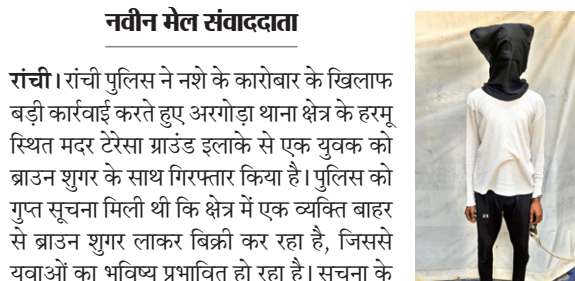 नवीन मेल संवाददाता
रांची। रांची पुलिस ने नशे के कारोबार के खिलाफ
बड़ी कार्रवाई करते हुए अरगोड़ा थाना क्षेत्र के हरमू
स्थित मदर टेरेसा ग्राउंड इलाके से एक युवक को
ब्राउन शुगर के साथ गिरफ्तार किया है। पुलिस को
गुप्त सूचना मिली थी कि क्षेत्र में एक व्यक्ति बाहर
से ब्राउन शुगर लाकर बिक्री कर रहा है, जिससे
युवाओं का भविष्य प्रभावित हो रहा है। सूचना के